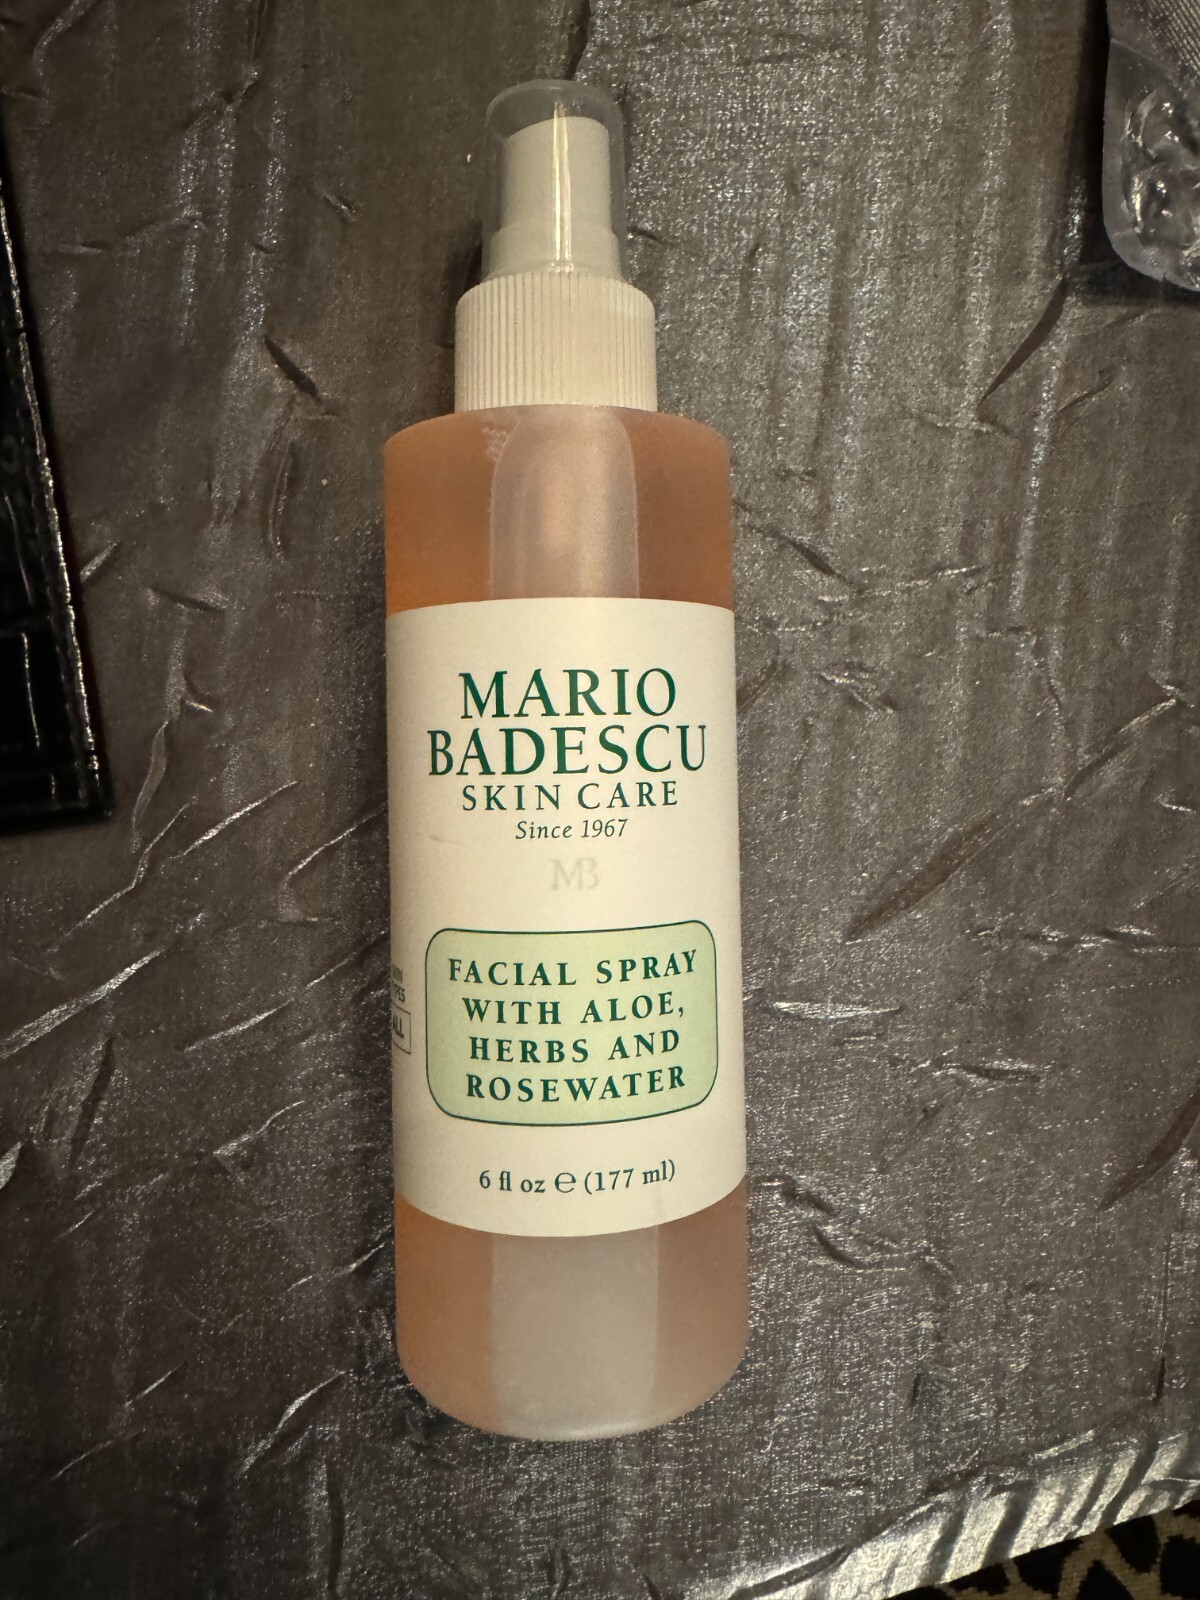 MARIO
BADESCU
SKIN CARE
Since 1967
MB
FACIAL SPRAY
WITH ALOE,
HERBS AND
ROSEWATER
6 fl oz ℮ (177 ml)
ALL